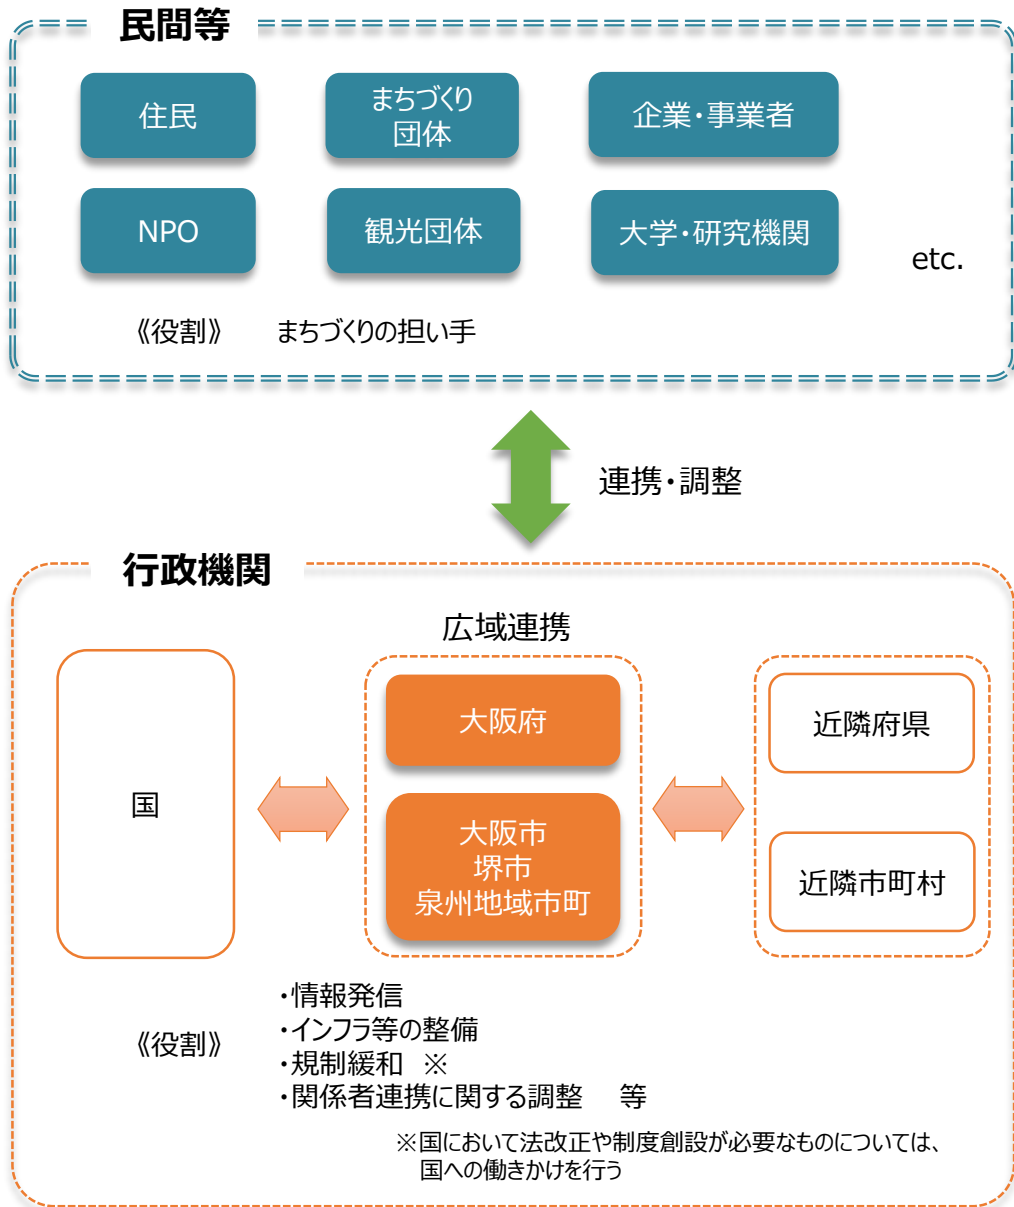 民間等
住民
まちづくり
団体
企業・事業者
NPO
観光団体
大学・研究機関
etc.
《役割》 まちづくりの担い手
連携・調整
行政機関
広域連携
国
大阪府
大阪市
堺市
泉州地域市町
近隣府県
近隣市町村
《役割》
・情報発信
・インフラ等の整備
・規制緩和 ※
・関係者連携に関する調整 等
※国において法改正や制度創設が必要なものについては、
国への働きかけを行う